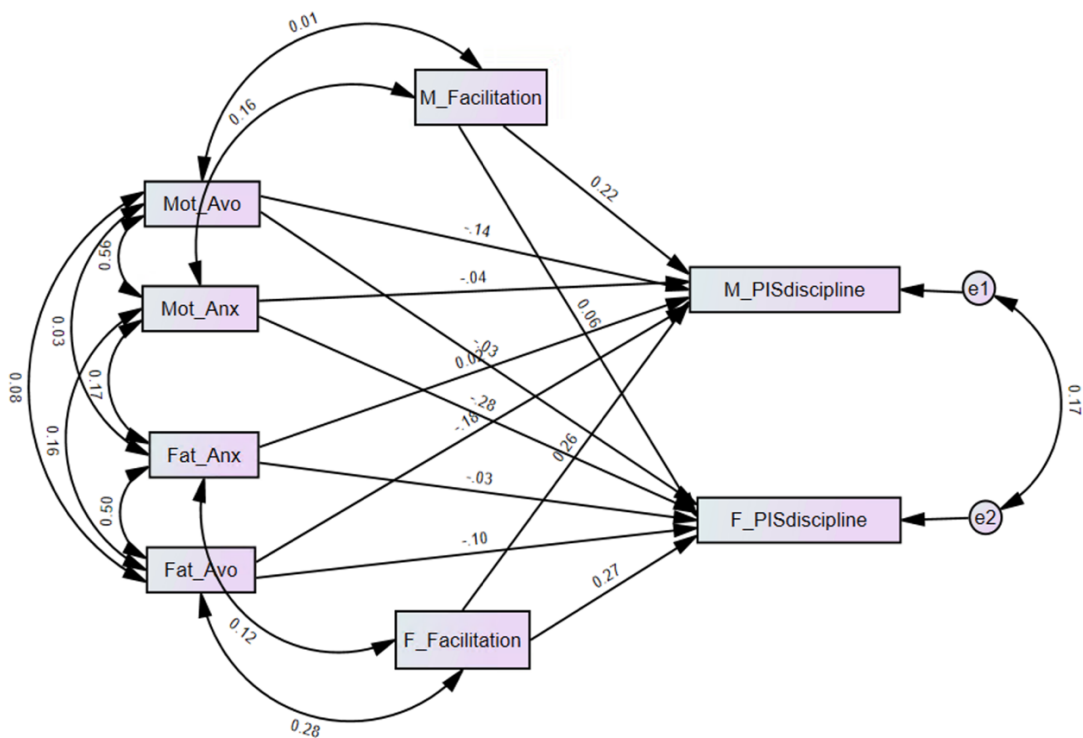 0.01
M_Facilitation
0.16
0.22
Mot_Avo
-.14
0.56
M_PISdiscipline
e1
-.04
Mot_Anx
0.06
0.03
-.03
0.02
0.08
0.17
-.28
0.17
-.18
0.16
0.26
Fat_Anx
-.03
0.50
F_PISdiscipline
e2
-.10
Fat_Avo
0.27
0.12
F_Facilitation
0.28